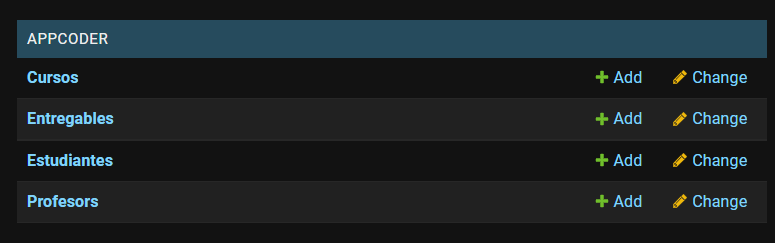 APPCODER
Cursos Add Change
Entregables Add Change
Estudiantes Add Change
Profesors Add Change